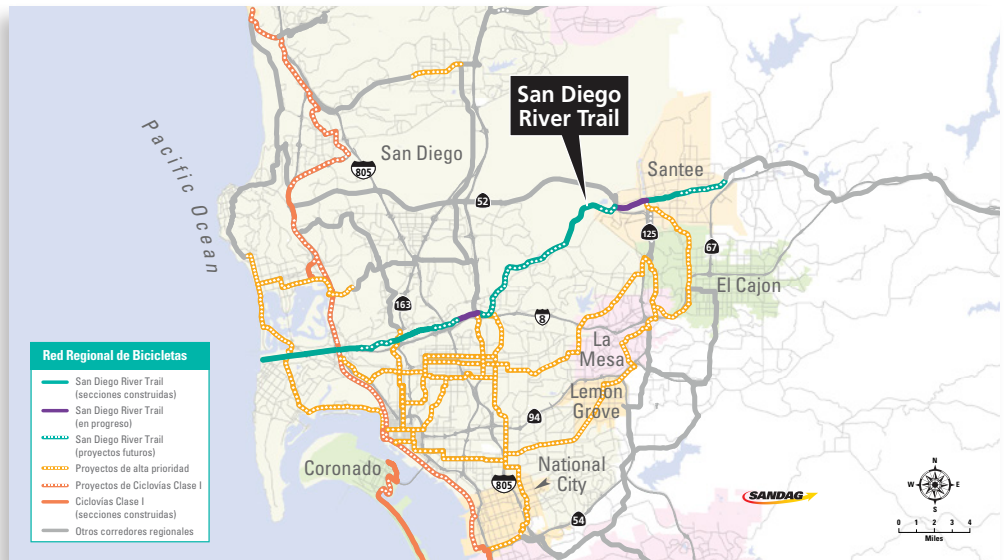 San Diego
River Trail
Pacific Ocean
San Diego
805
Santee
52
125
67
El Cajon
163
8
La
Mesa
Lemon
Grove
94
Coronado
National
City
805
54
Red Regional de Bicicletas
San Diego River Trail
(secciones construidas)
San Diego River Trail
(en progreso)
San Diego River Trail
(proyectos futuros)
Proyectos de alta prioridad
Proyectos de Ciclovías Clase I
Ciclovías Clase I
(secciones construidas)
Otros corredores regionales
SANDAG
N
W E
S
0 1 2 3 4
Miles